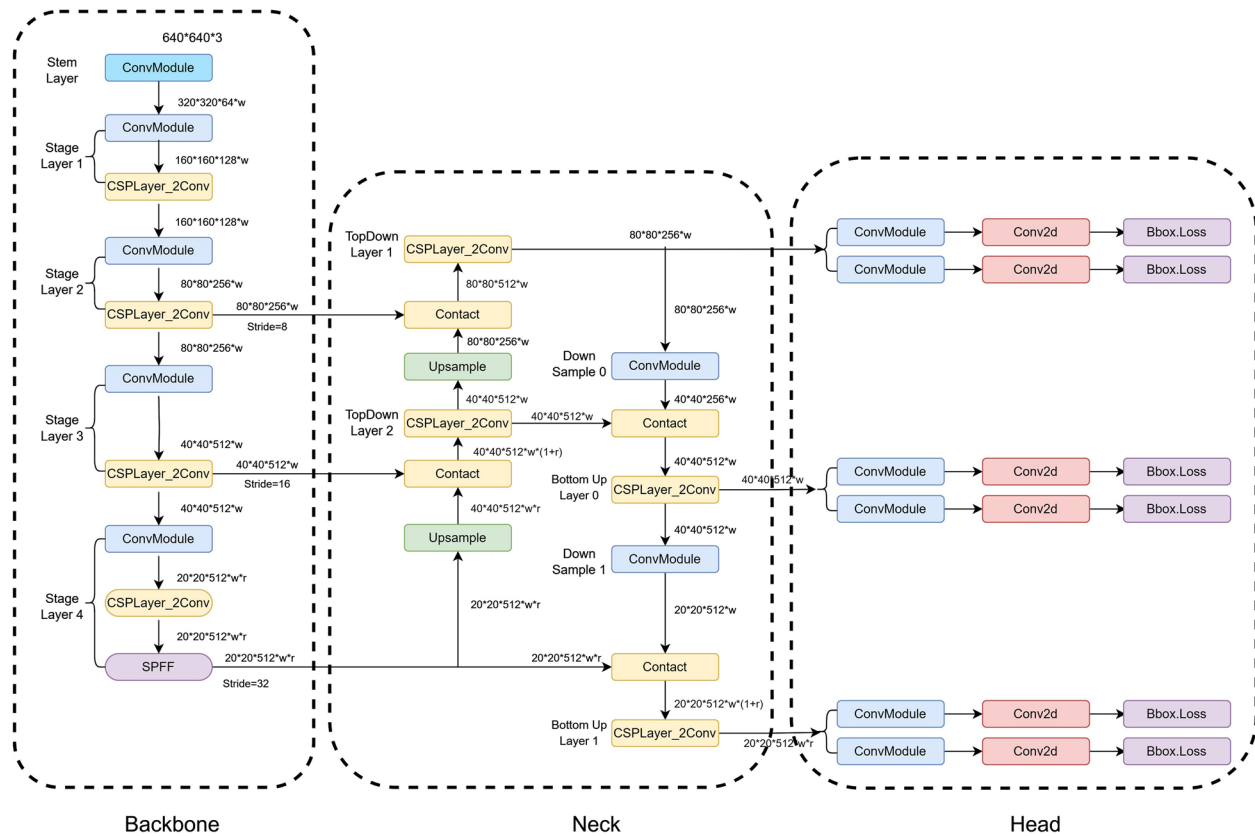 640*640*3
Stem
Layer
ConvModule
320*320*64*w
ConvModule
Stage
Layer 1
160*160*128*w
CSPLayer_2Conv
160*160*128*w
ConvModule
Stage
Layer 2
80*80*256*w
CSPLayer_2Conv
80*80*256*w
Stride=8
80*80*256*w
ConvModule
Stage
Layer 3
40*40*512*w
CSPLayer_2Conv
40*40*512*w
Stride=16
40*40*512*w
ConvModule
20*20*512*w*r
Stage
Layer 4
CSPLayer_2Conv
20*20*512*w*r
SPFF
20*20*512*w*r
Stride=32
Backbone
TopDown
Layer 1
CSPLayer_2Conv
80*80*256*w
80*80*512*w
Contact
80*80*256*w
Upsample
40*40*512*w
TopDown
Layer 2
CSPLayer_2Conv
40*40*512*w
40*40*512*w*(1+r)
Contact
40*40*512*w*r
Upsample
20*20*512*w*r
80*80*256*w
Down
Sample 0
ConvModule
40*40*256*w
Contact
40*40*512*w
Bottom Up
Layer 0
CSPLayer_2Conv
40*40*512*w
40*40*512*w
Down
Sample 1
ConvModule
20*20*512*w
20*20*512*w*r
Contact
20*20*512*w*(1+r)
Bottom Up
Layer 1
CSPLayer_2Conv
20*20*512*w*r
Neck
ConvModule
Conv2d
Bbox.Loss
ConvModule
Conv2d
Bbox.Loss
ConvModule
Conv2d
Bbox.Loss
ConvModule
Conv2d
Bbox.Loss
ConvModule
Conv2d
Bbox.Loss
ConvModule
Conv2d
Bbox.Loss
Head